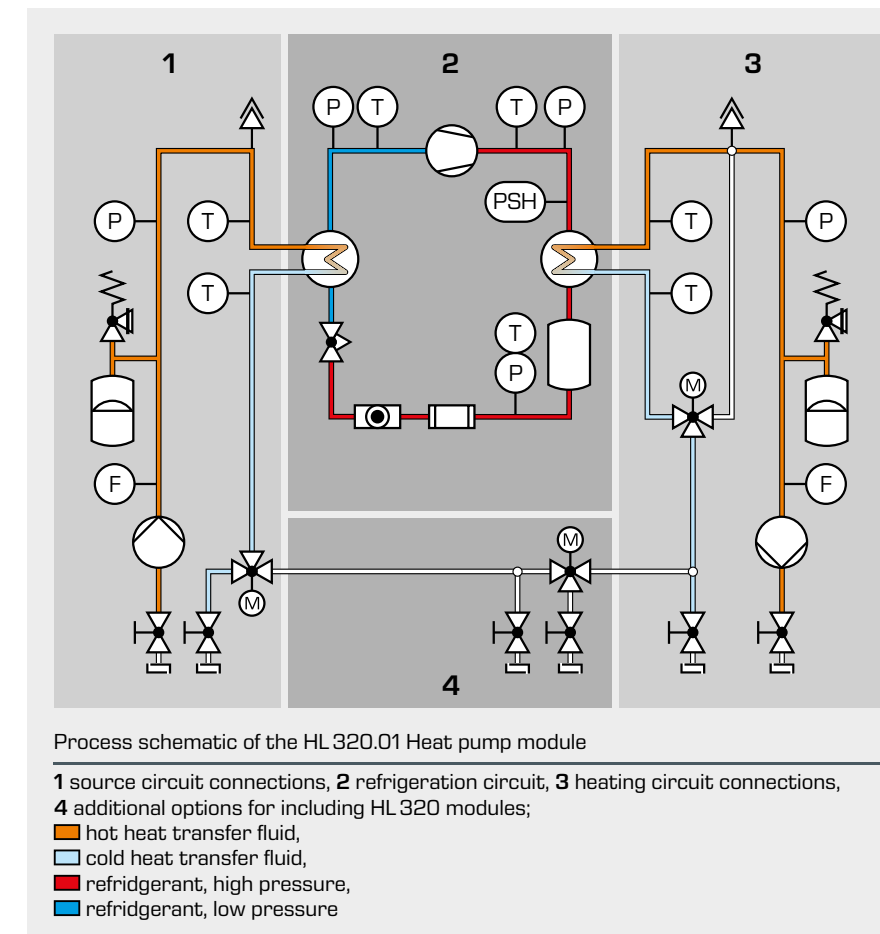 1 2 3
P T T P
PSH
P T T P
T T
T
P
M
F F
M
M
4
Process schematic of the HL 320.01 Heat pump module
1 source circuit connections, 2 refrigeration circuit, 3 heating circuit connections,
4 additional options for including HL 320 modules;
hot heat transfer fluid,
cold heat transfer fluid,
refridgerant, high pressure,
refridgerant, low pressure